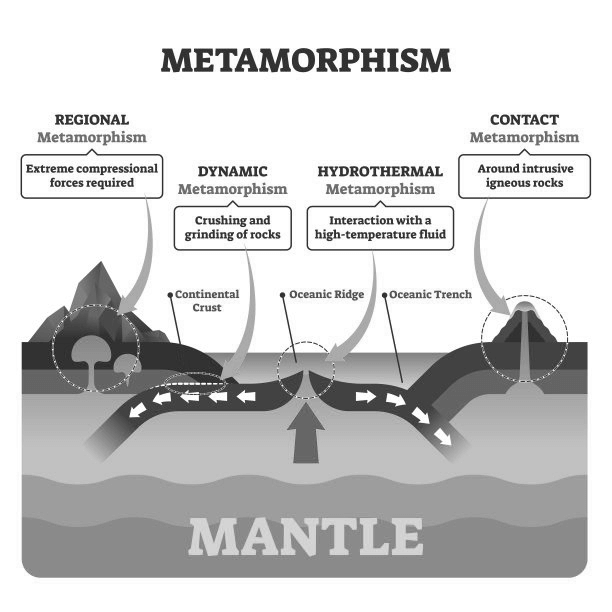 METAMORPHISM
REGIONAL
Metamorphism
Extreme compressional
forces required
DYNAMIC
Metamorphism
Crushing and
grinding of rocks
HYDROTHERMAL
Metamorphism
Interaction with a
high-temperature fluid
CONTACT
Metamorphism
Around intrusive
igneous rocks
Continental
Crust
Oceanic Ridge
Oceanic Trench
MANTLE